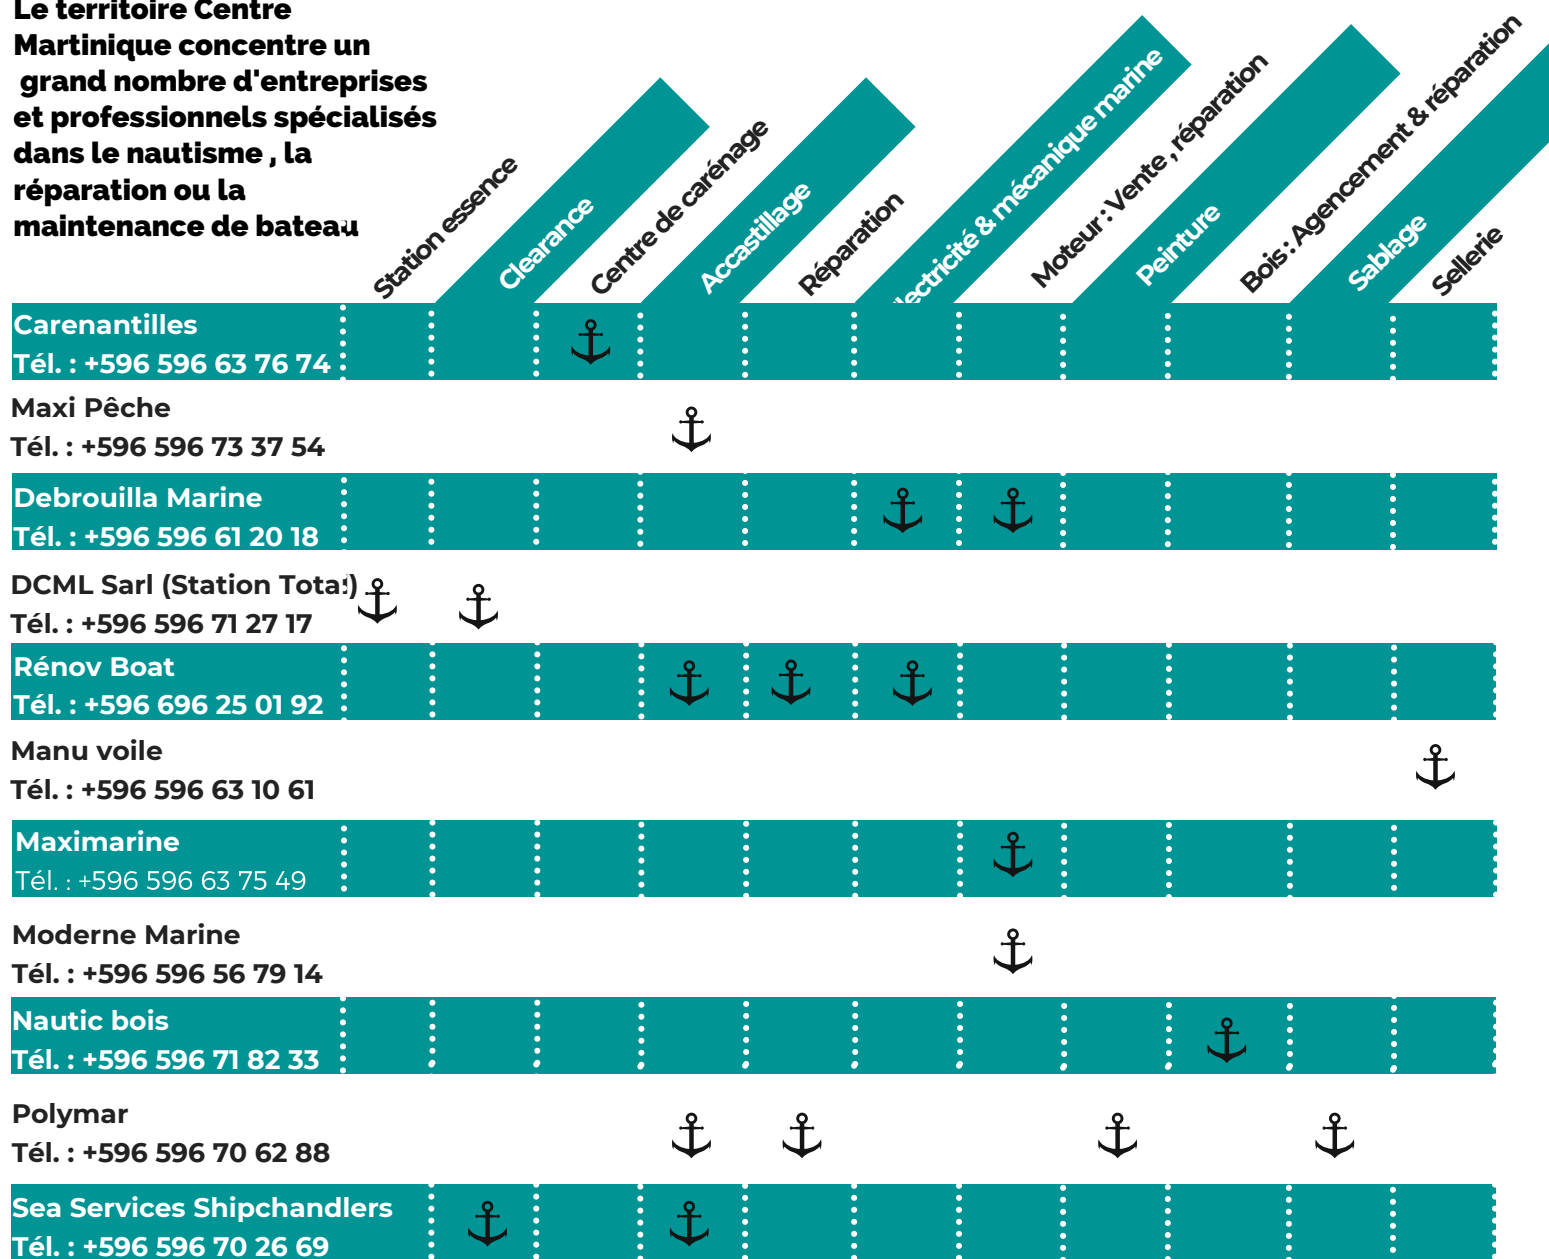 Le territoire Centre
Martinique concentre un
grand nombre d'entreprises
et professionnels spécialisés
dans le nautisme , la
réparation ou la
maintenance de bateau
Station essence
Clearance
Centre de carénage
Accastillage
Réparation
lectricité & mécanique marine
Moteur : Vente , réparation
Peinture
Bois : Agencement & réparation
Sablage
Sellerie
Carenantilles
Tél. : +596 596 63 76 74
Maxi Pêche
Tél. : +596 596 73 37 54
Debrouilla Marine
Tél. : +596 596 61 20 18
DCML Sarl (Station Total)
Tél. : +596 596 71 27 17
Rénov Boat
Tél. : +596 696 25 01 92
Manu voile
Tél. : +596 596 63 10 61
Maximarine
Tél. : +596 596 63 75 49
Moderne Marine
Tél. : +596 596 56 79 14
Nautic bois
Tél. : +596 596 71 82 33
Polymar
Tél. : +596 596 70 62 88
Sea Services Shipchandlers
Tél. : +596 596 70 26 69